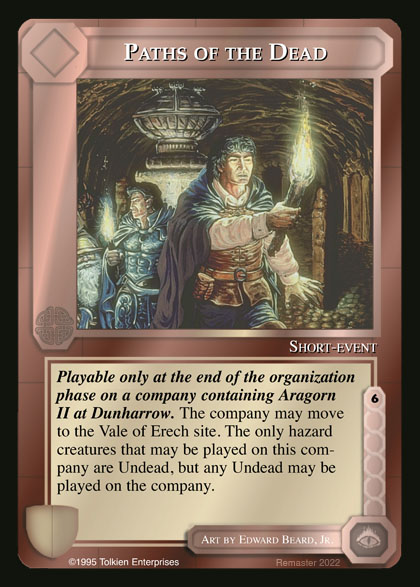 Paths of the Dead
Short-event
Playable only at the end of the organization
phase on a company containing Aragorn
II at Dunharrow. The company may move
to the Vale of Erech site. The only hazard
creatures that may be played on this com-
pany are Undead, but any Undead may be
played on the company.
6
Art by Edward Beard, Jr.
©1995 Tolkien Enterprises
Remaster 2022